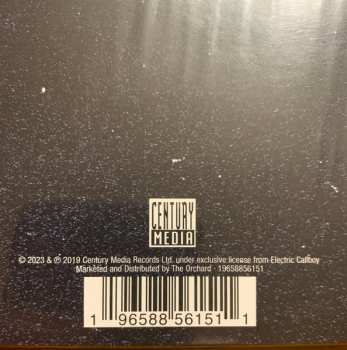 CENTURY
MEDIA
© 2023 & ℗ 2019 Century Media Records Ltd. under exclusive license from Electric Callboy
Marketed and Distributed by The Orchard · 19658856151
1 96588 56151 1